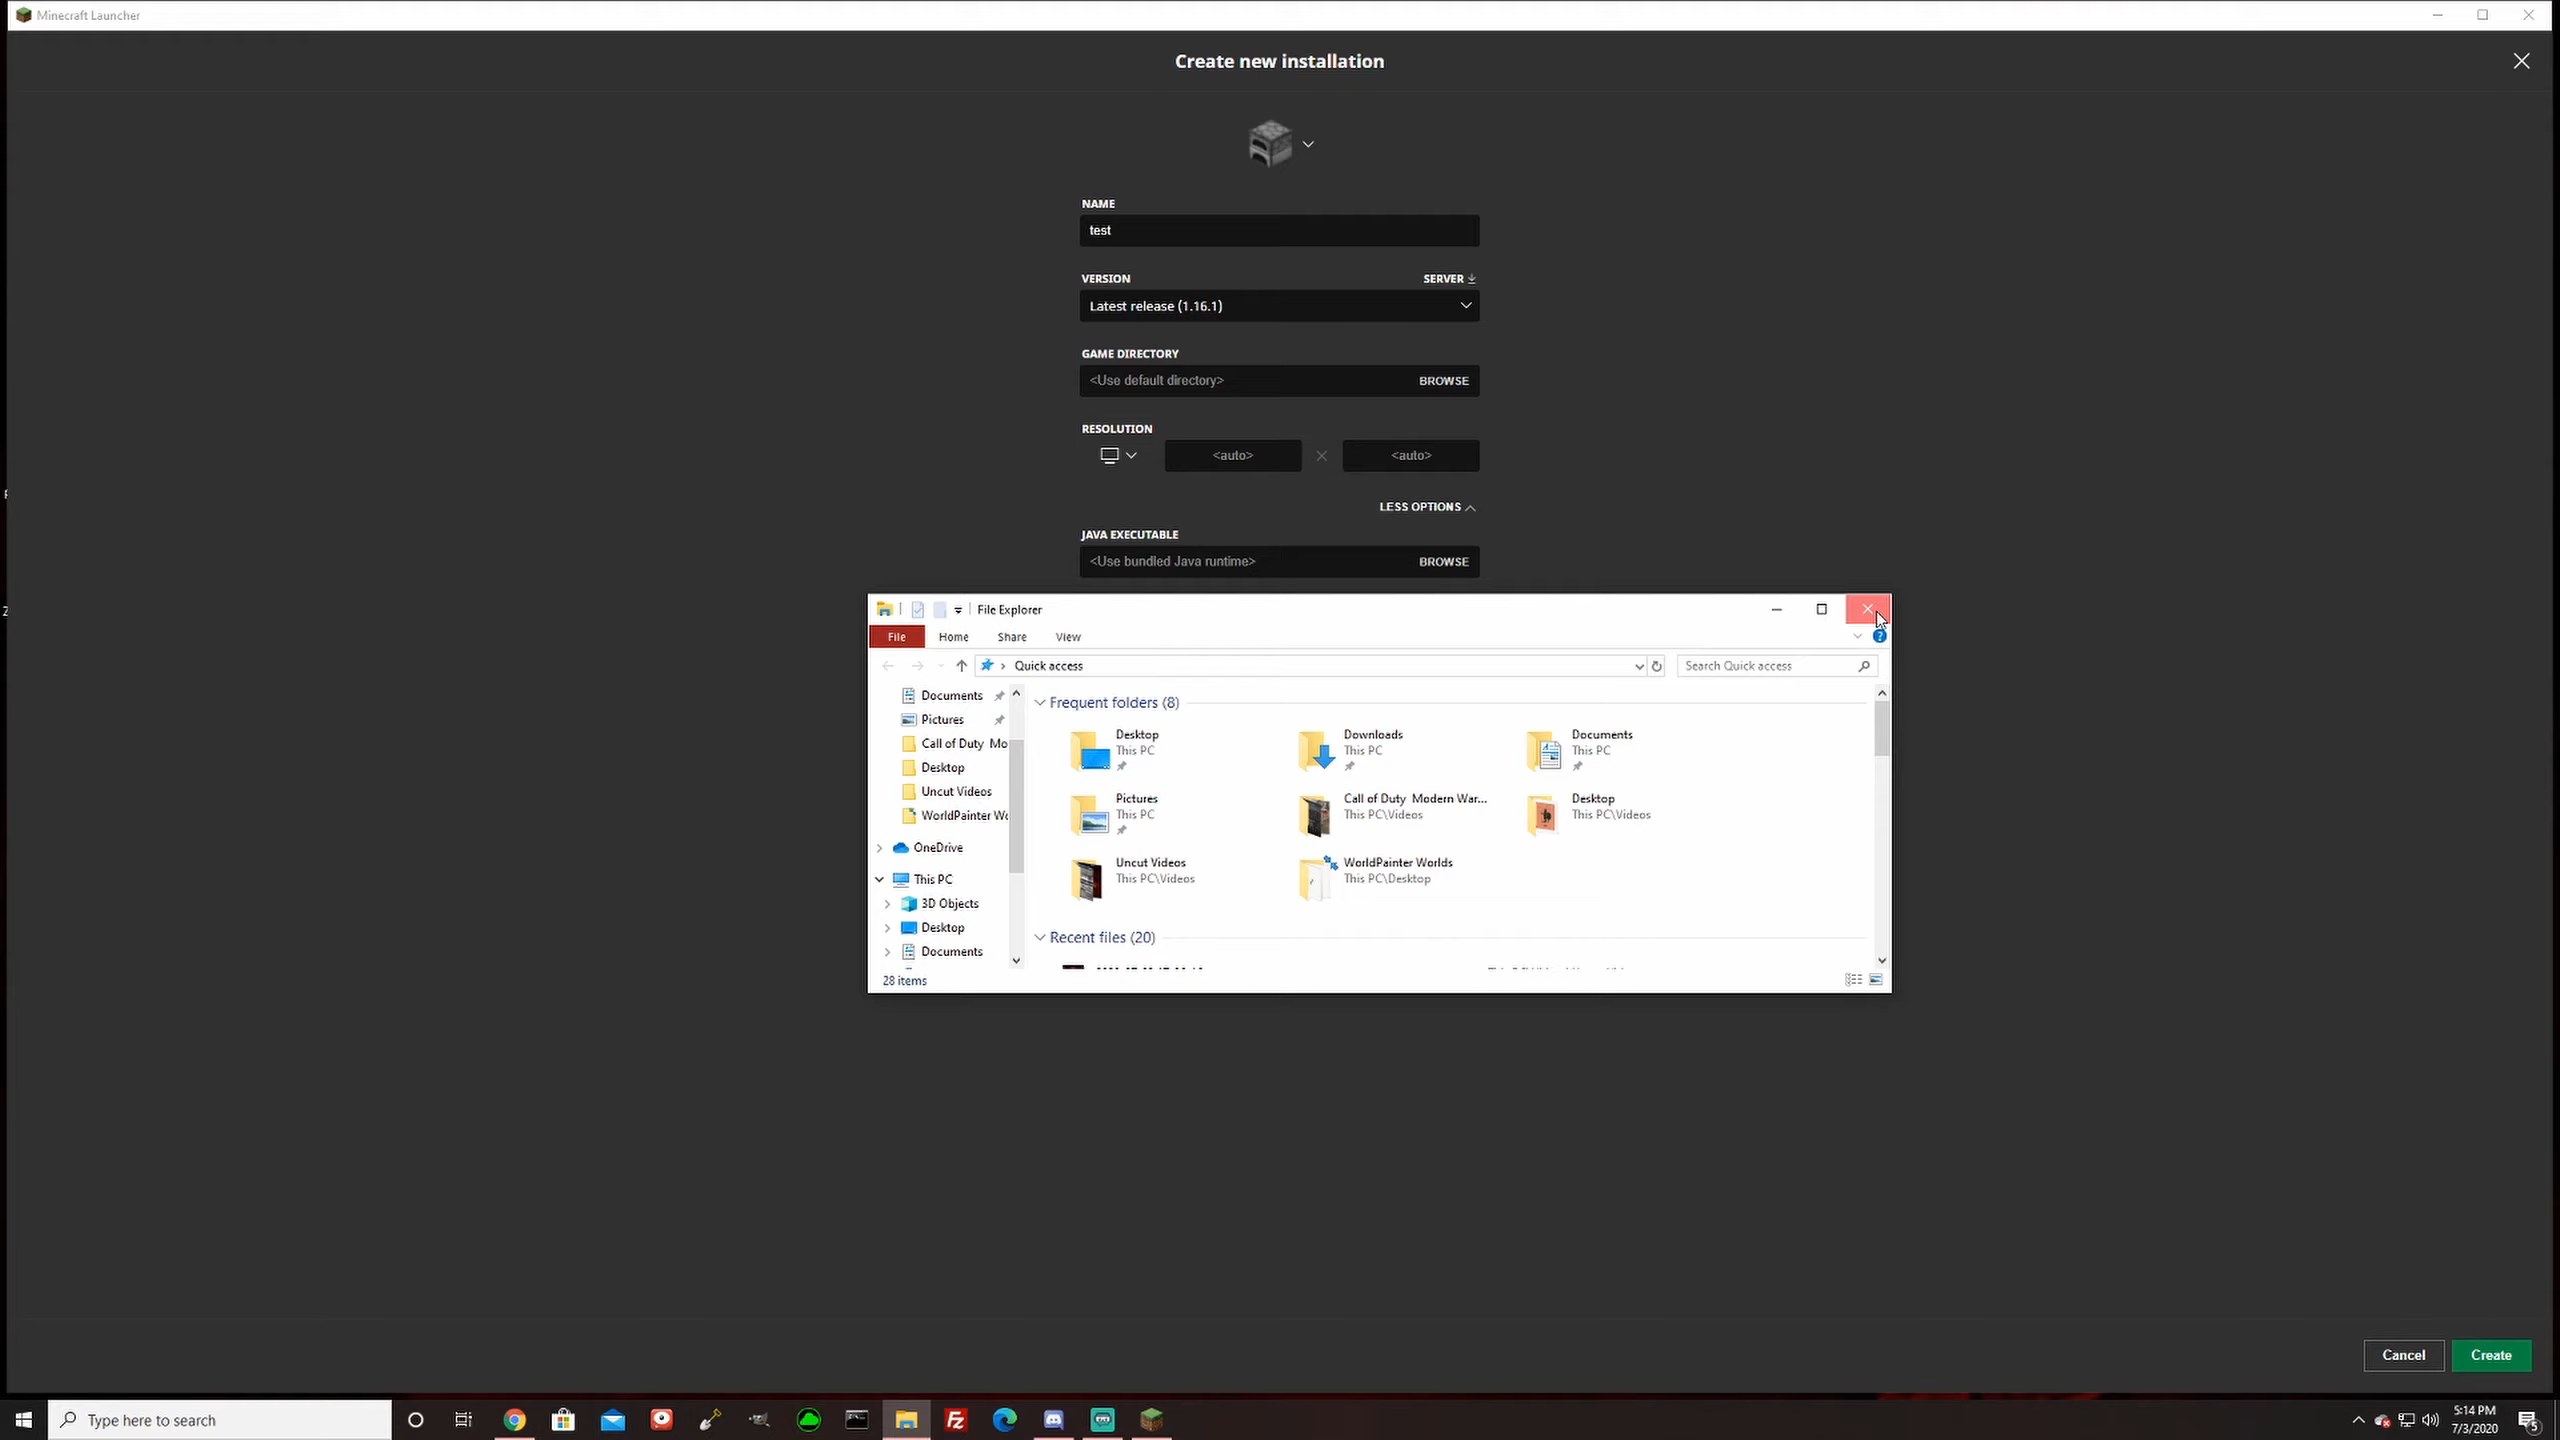 Minecraft Launcher
Create new installation
NAME
test
VERSION
SERVER
Latest release (1.16.1)
GAME DIRECTORY
<Use default directory>
BROWSE
RESOLUTION
<auto>
<auto>
LESS OPTIONS
JAVA EXECUTABLE
<Use bundled Java runtime>
BROWSE
File Explorer
File
Home
Share
View
Quick access
Search Quick access
Documents
Pictures
Call of Duty Mo
Desktop
Uncut Videos
WorldPainter Wo
OneDrive
This PC
3D Objects
Desktop
Documents
Frequent folders (8)
Desktop
This PC
Downloads
This PC
Documents
This PC
Pictures
This PC
Call of Duty Modern War...
This PC\Videos
Desktop
This PC\Videos
Uncut Videos
This PC\Videos
WorldPainter Worlds
This PC\Desktop
Recent files (20)
28 items
Cancel
Create
Type here to search
5:14 PM
7/3/2020
5